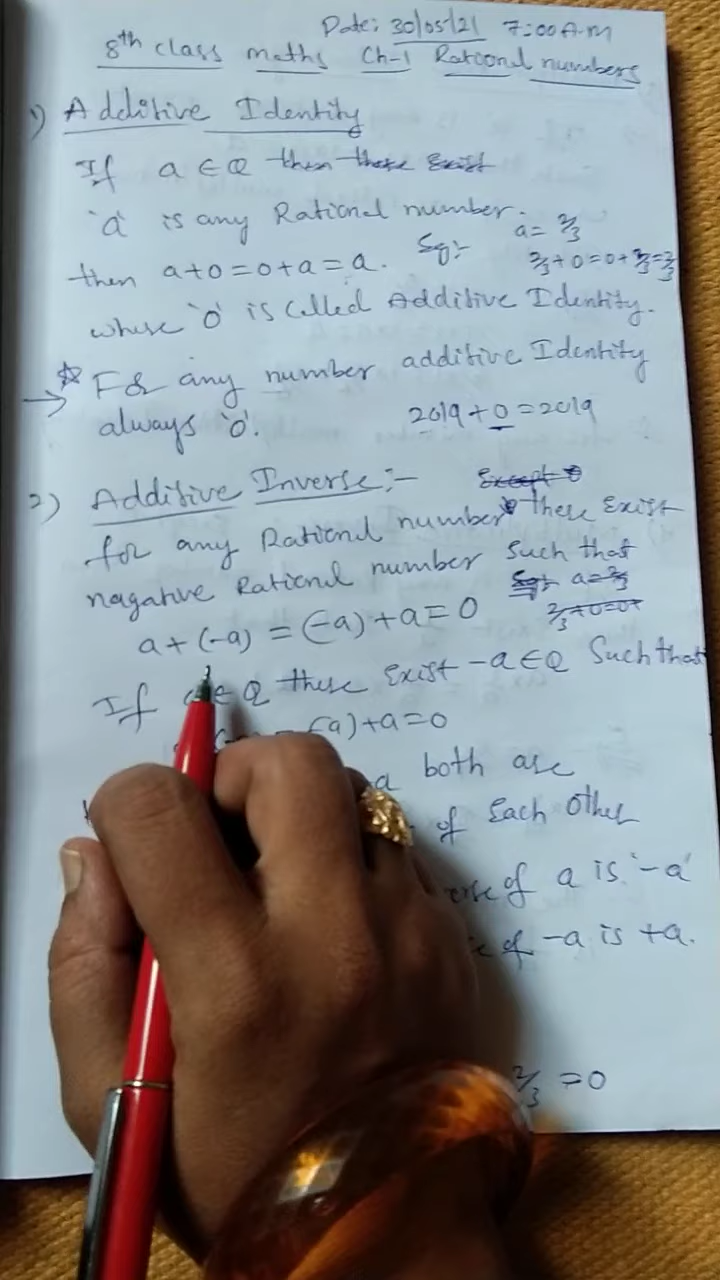 Date: 30/05/21 7:00 A.M
8th class maths Ch-1 Rational numbers
1) Additive Identity
If a ∈ Q then there Exist
'a' is any Rational number.
Eg:- a = 2/3
then a+0=0+a=a.
2/3+0=0+2/3=2/3
where '0' is called Additive Identity.
→ For any number additive Identity
always '0'.
2019+0=2019
2) Additive Inverse:- Except 0
for any Rational number there Exist
nagative Rational number Such that
Eg: a=2/3
a+(-a) = (-a)+a=0
2/3+0=0+
If a ∈ Q there Exist -a ∈ Q Such that
a)+a=0
a both are
of Each Other
of a is '-a'
of -a is +a.
2/3 =0